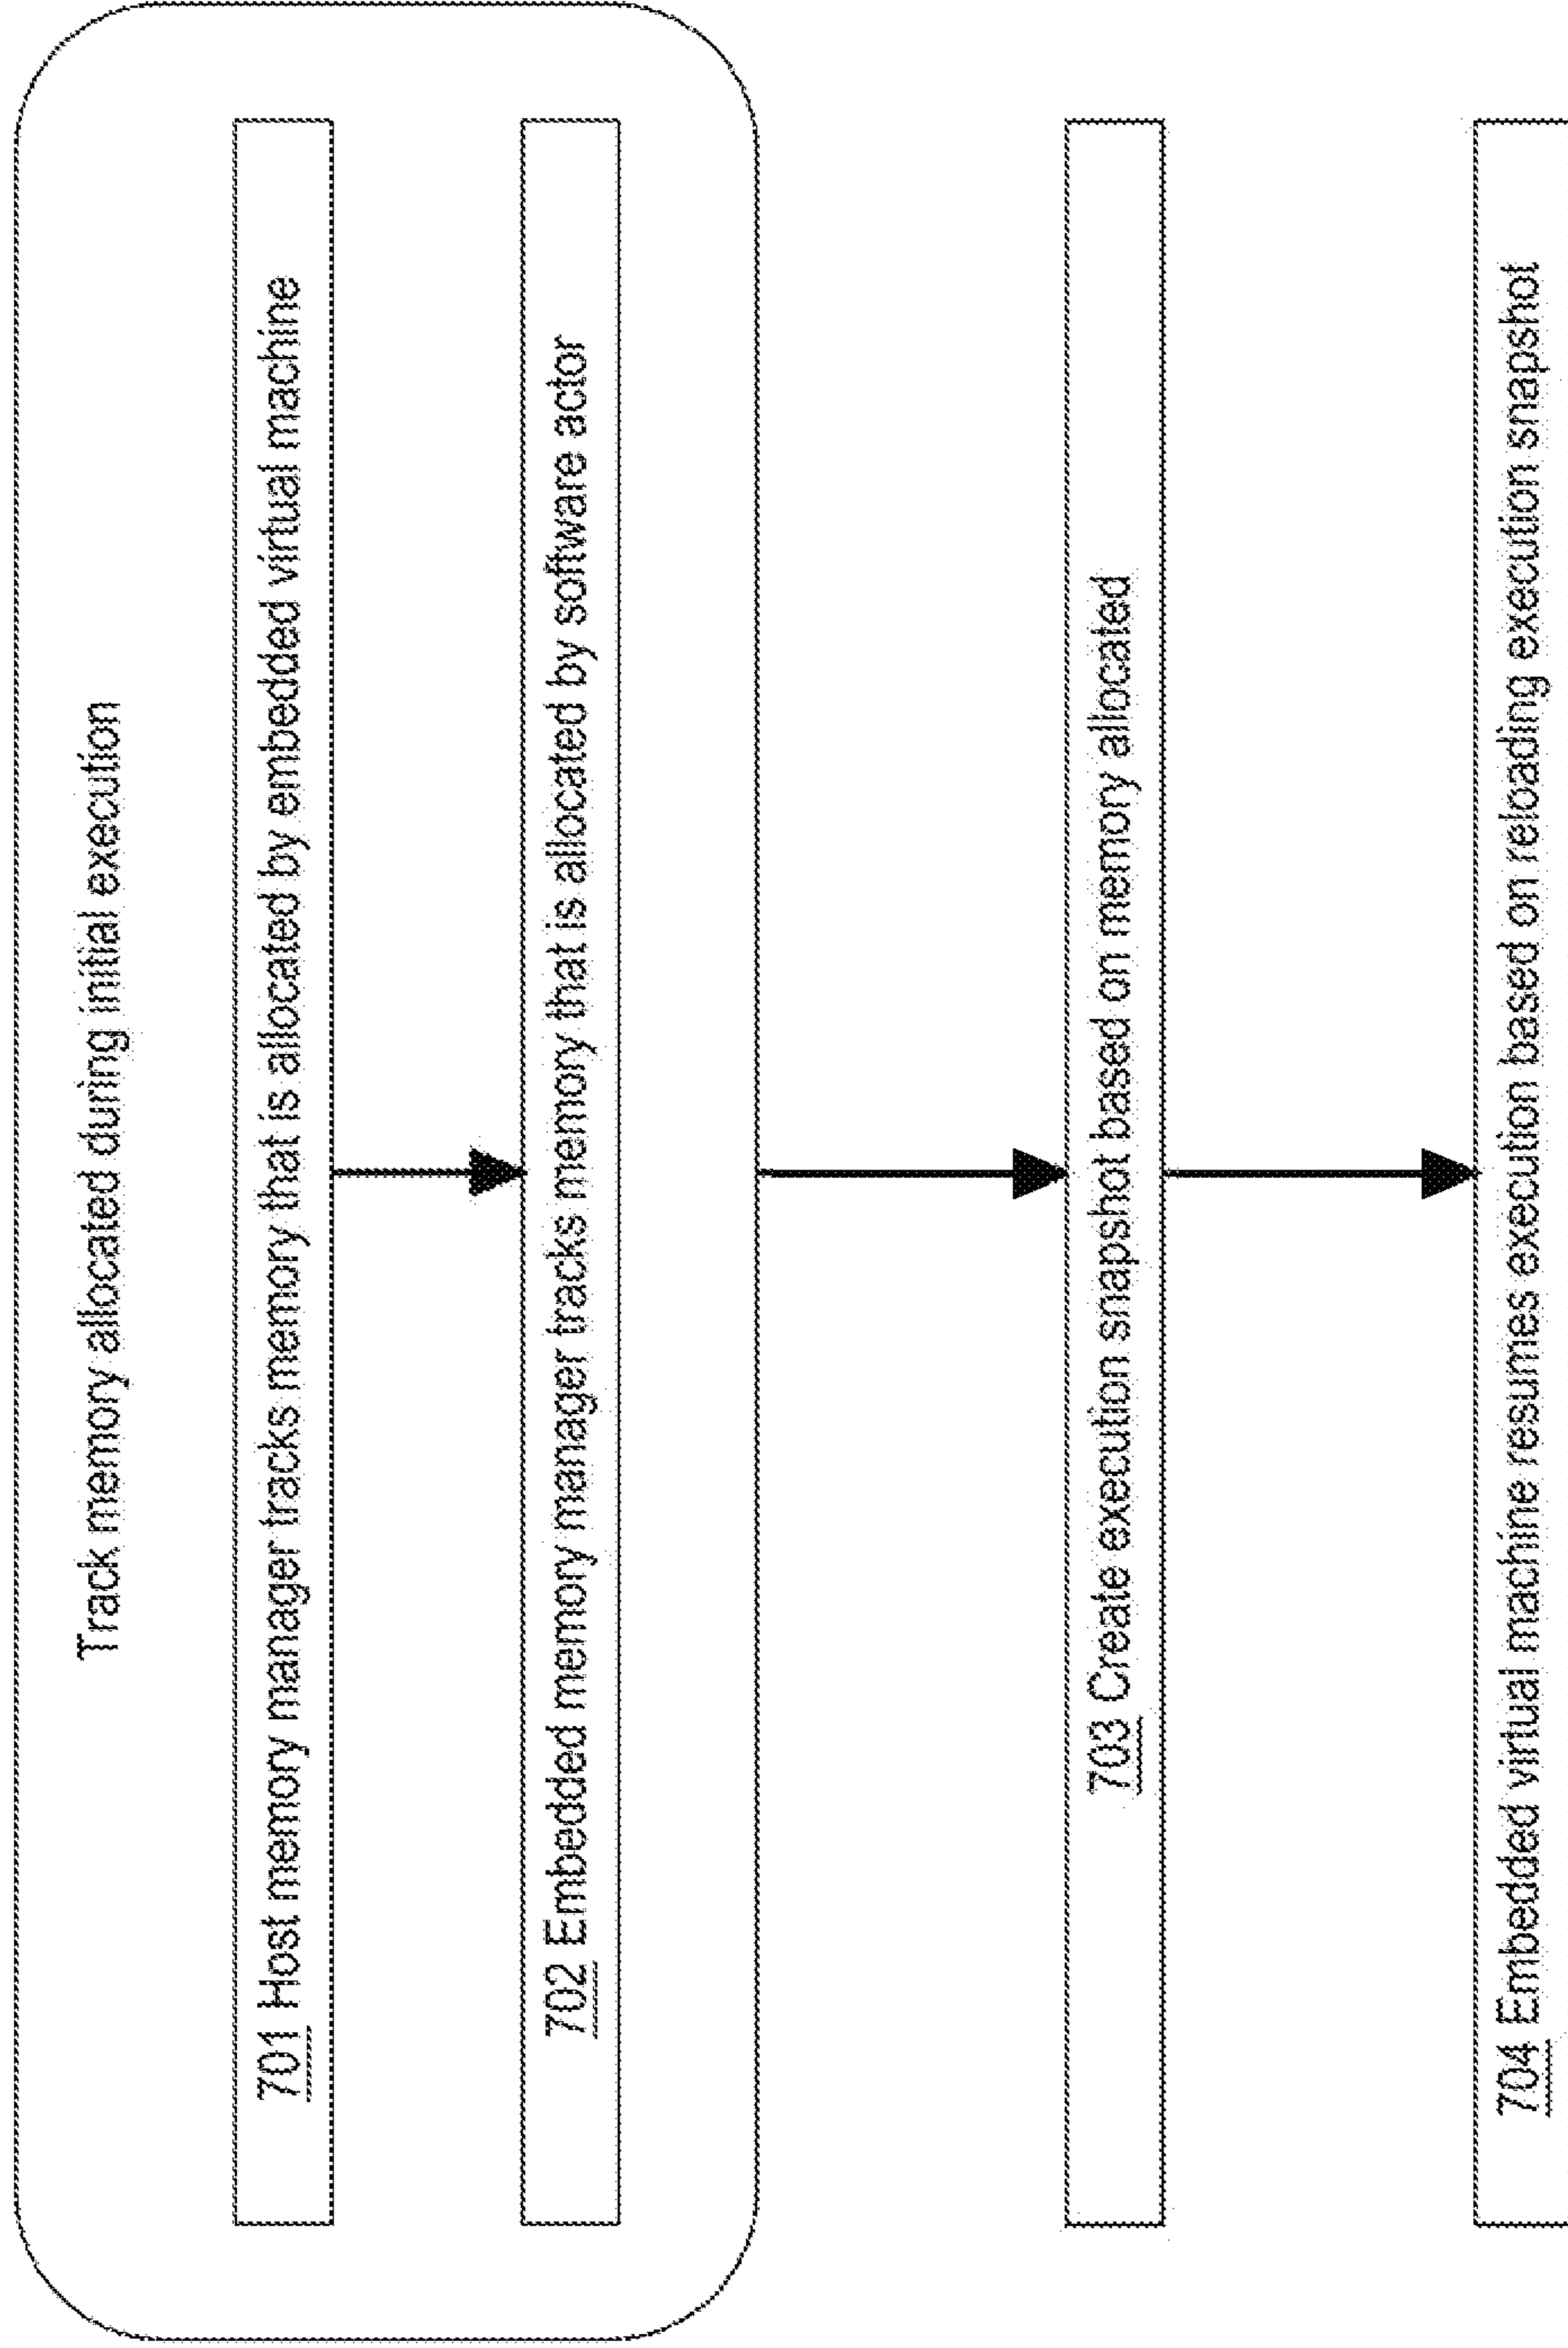 Track memory allocated during initial execution
701 Host memory manager tracks memory that is allocated by embedded virtual machine
702 Embedded memory manager tracks memory that is allocated by software actor
703 Create execution snapshot based on memory allocated
704 Embedded virtual machine resumes execution based on reloading execution snapshot